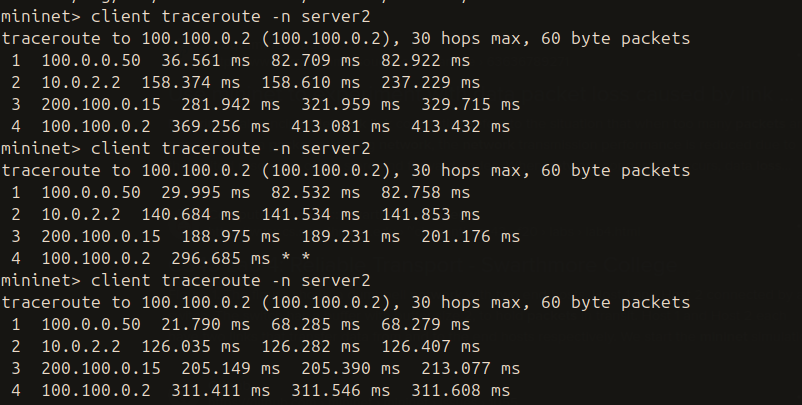 mininet> client traceroute -n server2
traceroute to 100.100.0.2 (100.100.0.2), 30 hops max, 60 byte packets
 1  100.0.0.50  36.561 ms  82.709 ms  82.922 ms
 2  10.0.2.2  158.374 ms  158.610 ms  237.229 ms
 3  200.100.0.15  281.942 ms  321.959 ms  329.715 ms
 4  100.100.0.2  369.256 ms  413.081 ms  413.432 ms
mininet> client traceroute -n server2
traceroute to 100.100.0.2 (100.100.0.2), 30 hops max, 60 byte packets
 1  100.0.0.50  29.995 ms  82.532 ms  82.758 ms
 2  10.0.2.2  140.684 ms  141.534 ms  141.853 ms
 3  200.100.0.15  188.975 ms  189.231 ms  201.176 ms
 4  100.100.0.2  296.685 ms * *
mininet> client traceroute -n server2
traceroute to 100.100.0.2 (100.100.0.2), 30 hops max, 60 byte packets
 1  100.0.0.50  21.790 ms  68.285 ms  68.279 ms
 2  10.0.2.2  126.035 ms  126.282 ms  126.407 ms
 3  200.100.0.15  205.149 ms  205.390 ms  213.077 ms
 4  100.100.0.2  311.411 ms  311.546 ms  311.608 ms